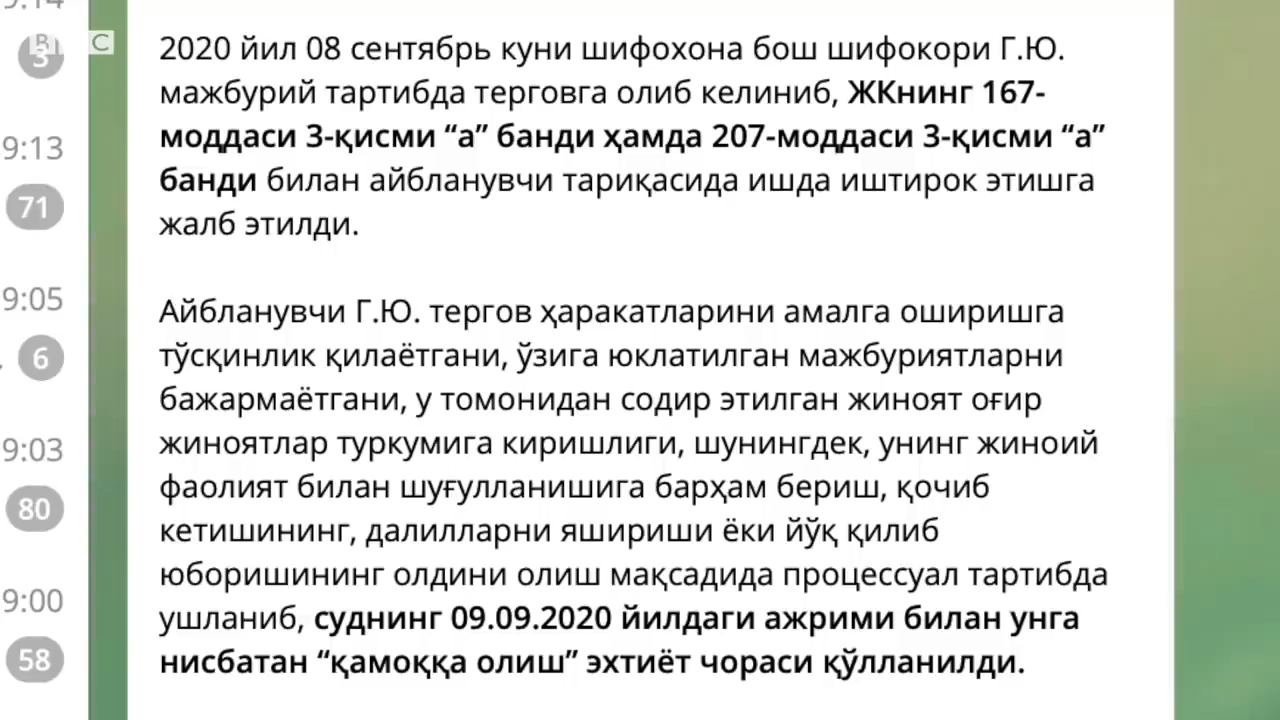 9:14
3
BBC
9:13
71
9:05
6
9:03
80
9:00
58
2020 йил 08 сентябрь куни шифохона бош шифокори Г.Ю.
мажбурий тартибда терговга олиб келиниб, ЖКнинг 167-
моддаси 3-қисми “а” банди ҳамда 207-моддаси 3-қисми “а”
банди билан айбланувчи тариқасида ишда иштирок этишга
жалб этилди.
Айбланувчи Г.Ю. тергов ҳаракатларини амалга оширишга
тўсқинлик қилаётгани, ўзига юклатилган мажбуриятларни
бажармаётгани, у томонидан содир этилган жиноят оғир
жиноятлар туркумига киришлиги, шунингдек, унинг жиноий
фаолият билан шуғулланишига барҳам бериш, қочиб
кетишининг, далилларни яшириши ёки йўқ қилиб
юборишининг олдини олиш мақсадида процессуал тартибда
ушланиб, суднинг 09.09.2020 йилдаги ажрими билан унга
нисбатан “қамоққа олиш” эхтиёт чораси қўлланилди.